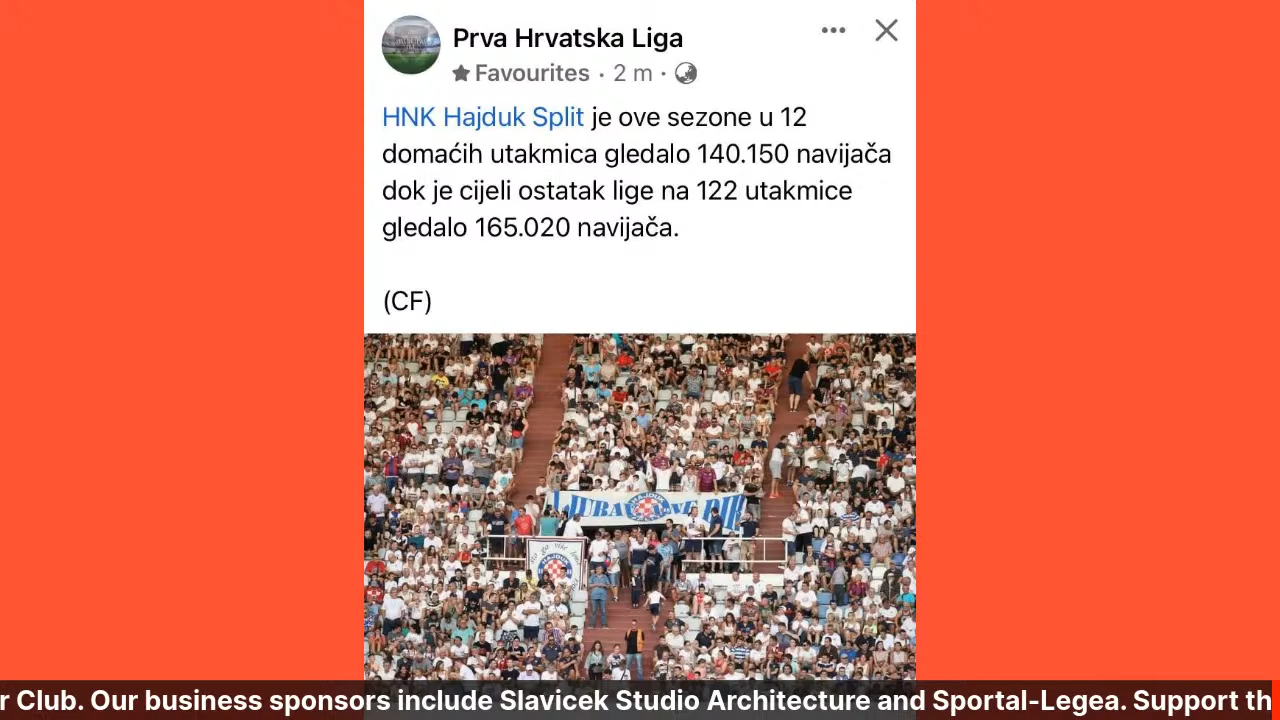 Prva Hrvatska Liga
Favourites · 2 m ·
HNK Hajduk Split je ove sezone u 12
domaćih utakmica gledalo 140.150 navijača
dok je cijeli ostatak lige na 122 utakmice
gledalo 165.020 navijača.
(CF)
HAJDUK
HAJDUK
r Club. Our business sponsors include Slavicek Studio Architecture and Sportal-Legea. Support th